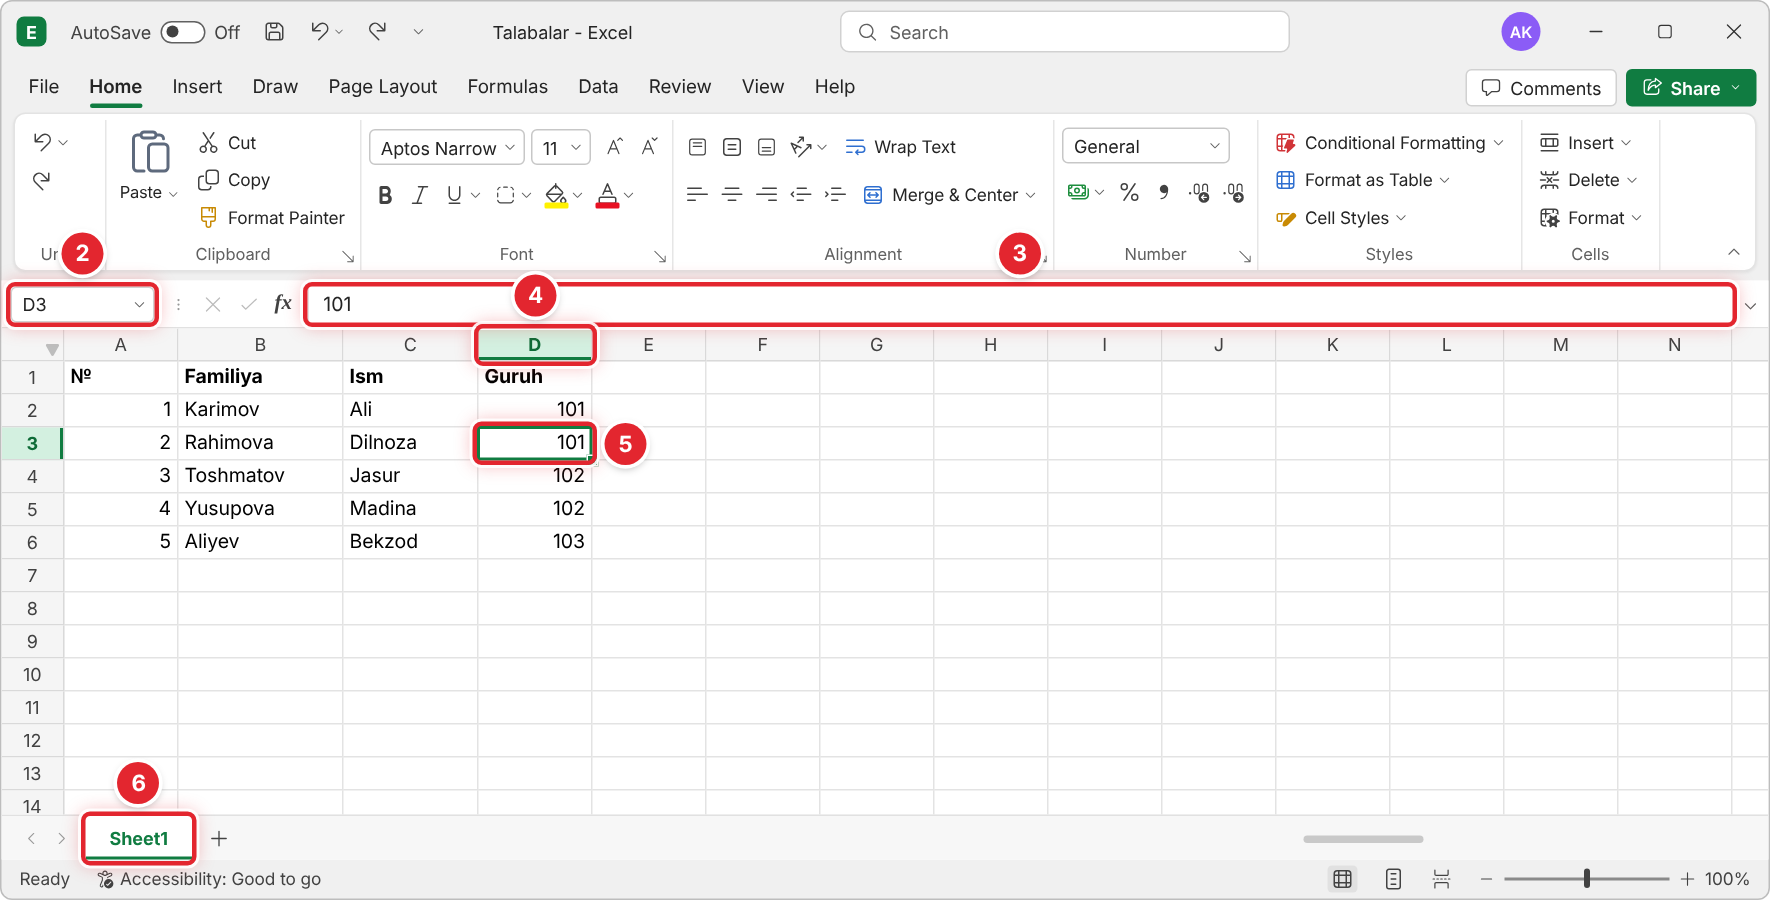 E AutoSave Off Talabalar - Excel Search AK
File Home Insert Draw Page Layout Formulas Data Review View Help Comments Share
Paste Cut Copy Format Painter
Aptos Narrow 11 Wrap Text General Conditional Formatting Insert
B I U A Merge & Center % Format as Table Delete
Cell Styles Format
Un 2 Clipboard Font Alignment 3 Number Styles Cells
D3 fx 101 4
A B C D E F G H I J K L M N
1 № Familiya Ism Guruh
2 1 Karimov Ali 101
3 2 Rahimova Dilnoza 101 5
4 3 Toshmatov Jasur 102
5 4 Yusupova Madina 102
6 5 Aliyev Bekzod 103
7
8
9
10
11
12
13
14
6
Sheet1
Ready Accessibility: Good to go 100%